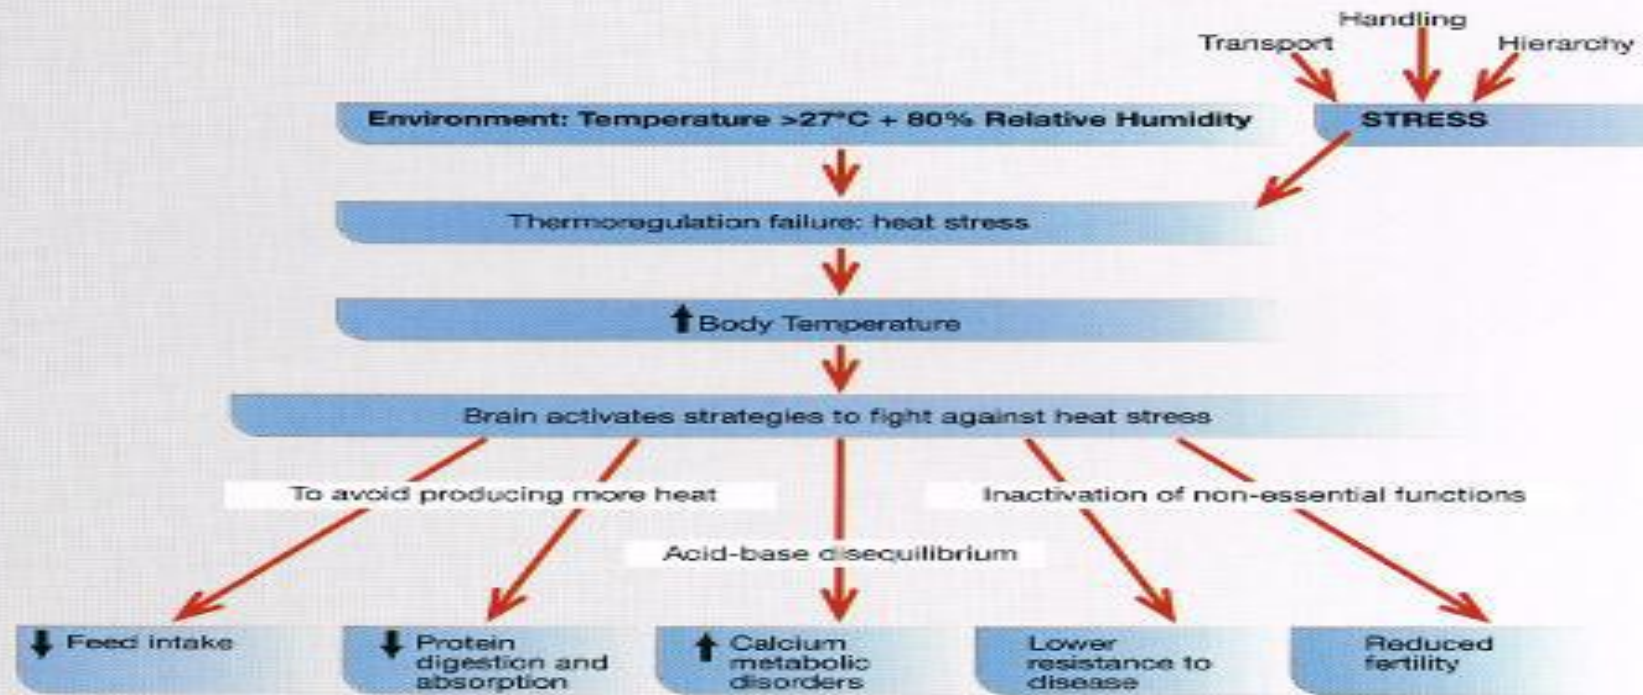 Handling
Transport
Hierarchy
Environment: Temperature >27°C + 80% Relative Humidity
STRESS
Thermoregulation failure: heat stress
Body Temperature
Brain activates strategies to fight against heat stress
To avoid producing more heat
Inactivation of non-essential functions
Acid-base disequilibrium
Feed intake
Protein
digestion and
absorption
Calcium
metabolic
disorders
Lower
resistance to
disease
Reduced
fertility